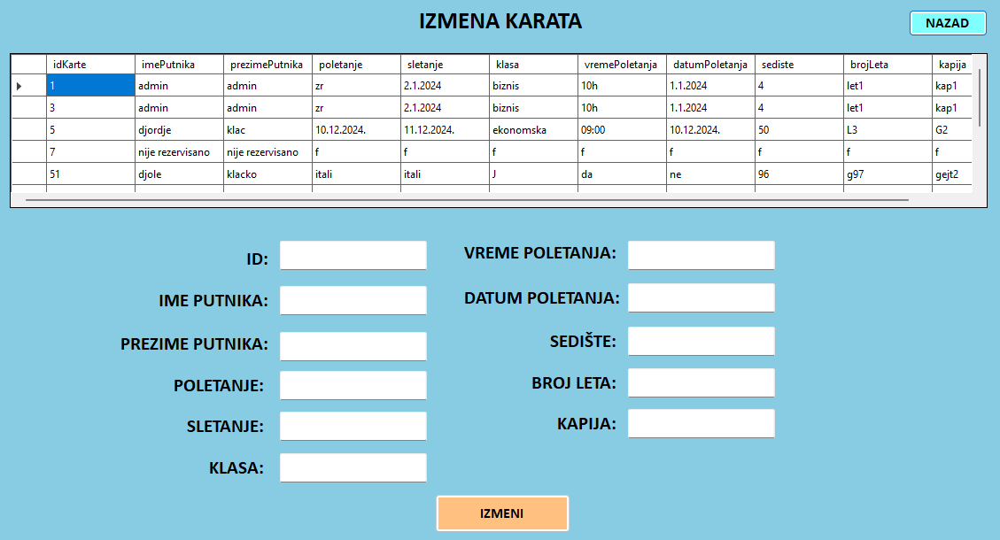 IZMENA KARATA
NAZAD
idKarte imePutnika prezimePutnika poletanje sletanje klasa vremePoletanja datumPoletanja sediste brojLeta kapija
1 admin admin zr 2.1.2024 biznis 10h 1.1.2024 4 let1 kap1
3 admin admin zr 2.1.2024 biznis 10h 1.1.2024 4 let1 kap1
5 djordje klac 10.12.2024. 11.12.2024. ekonomska 09:00 10.12.2024. 50 L3 G2
7 nije rezervisano nije rezervisano f f f f f f f f
51 djole klacko itali itali J da ne 96 g97 gejt2
ID:
IME PUTNIKA:
PREZIME PUTNIKA:
POLETANJE:
SLETANJE:
KLASA:
VREME POLETANJA:
DATUM POLETANJA:
SEDIŠTE:
BROJ LETA:
KAPIJA:
IZMENI